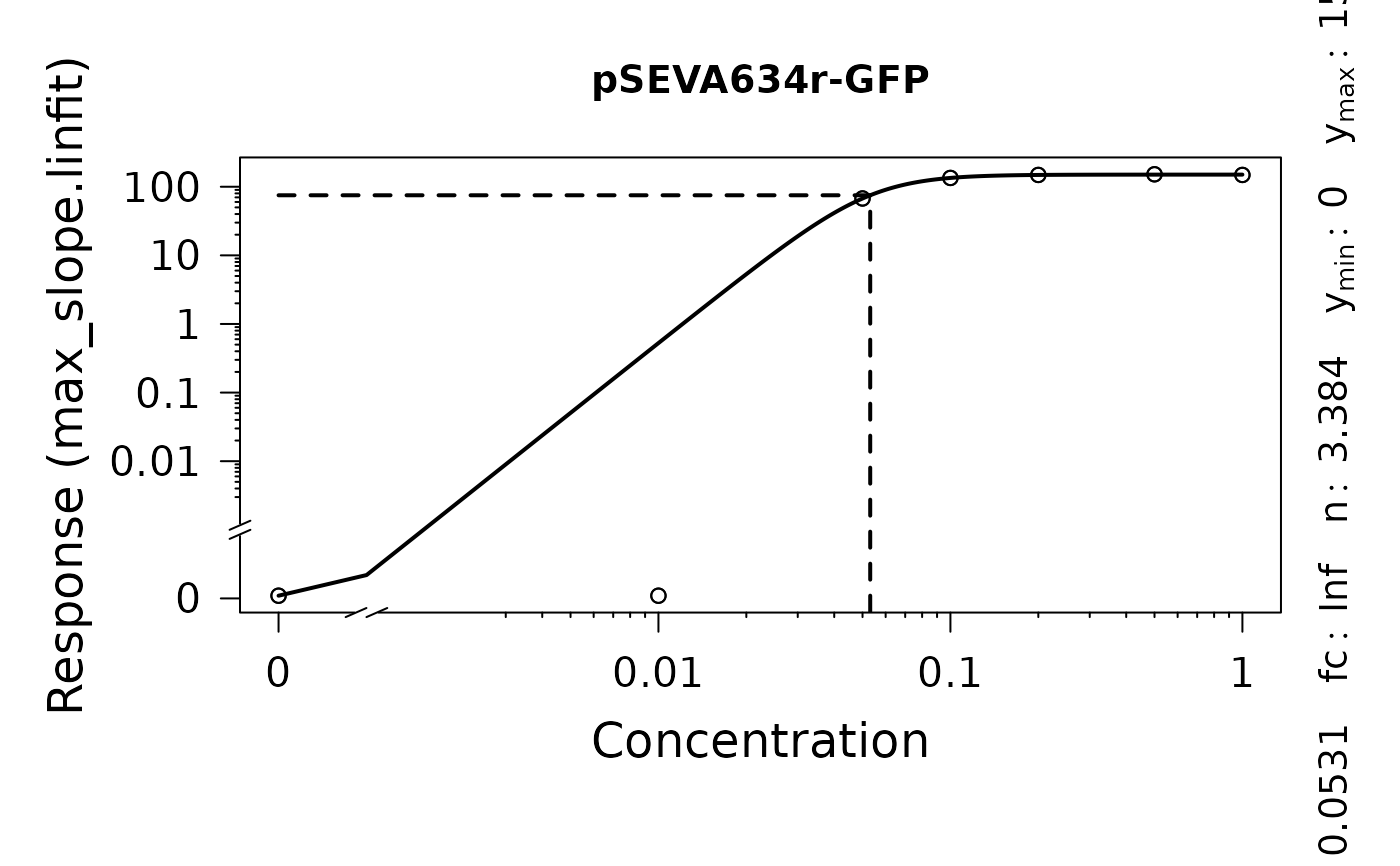 pSEVA634r-GFP
Response (max_slope.linfit)
100
10
1
0.1
0.01
0
0 0.01 0.1 1
Concentration
0.0531 fc: Inf n: 3.384 ymin: 0 ymax: